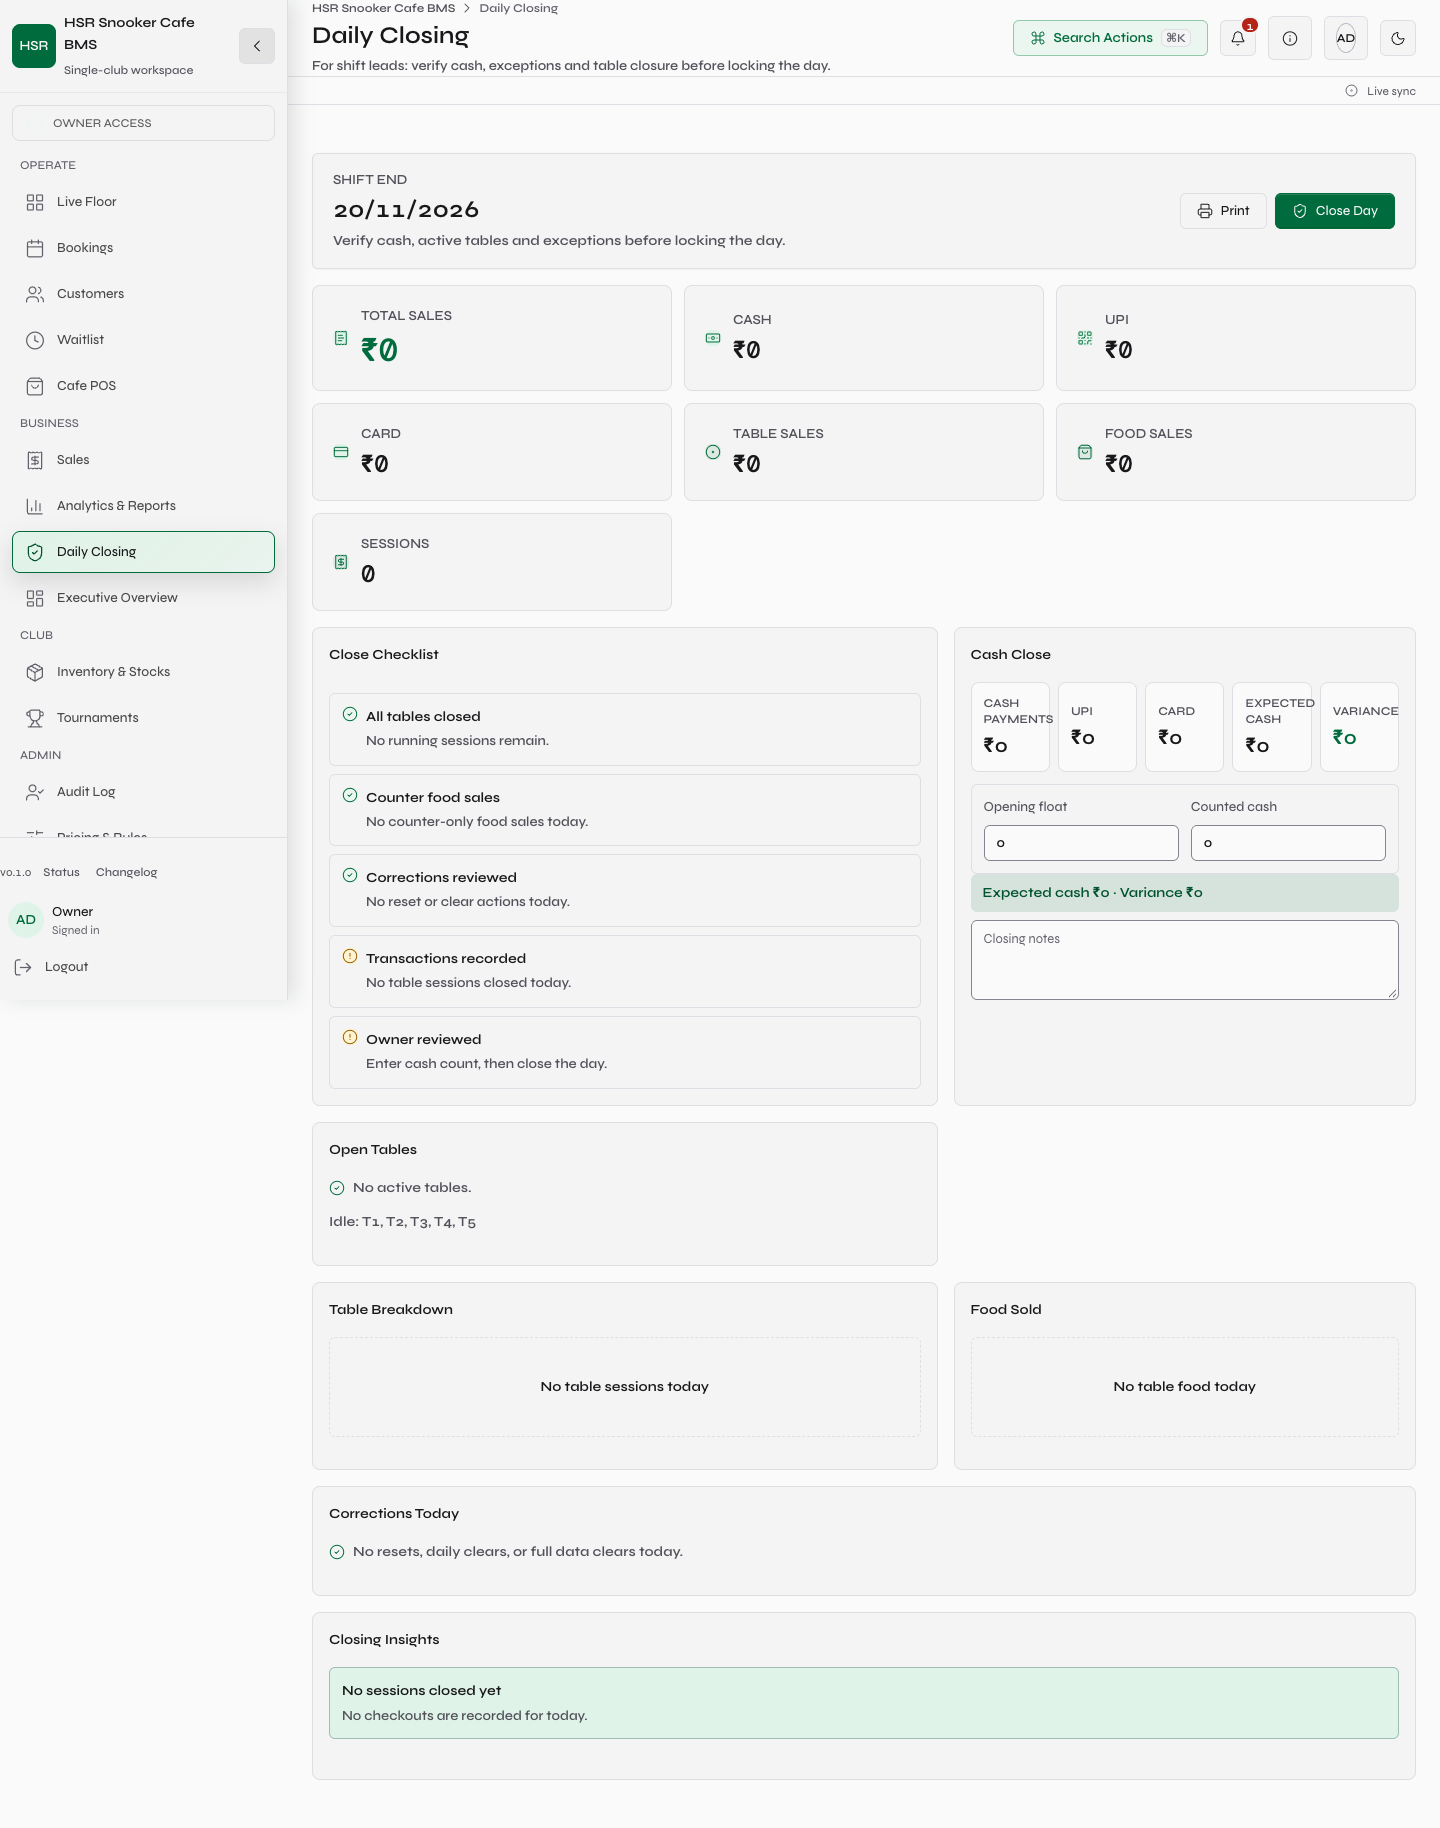 HSR
HSR Snooker Cafe
BMS
Single-club workspace
OWNER ACCESS
OPERATE
Live Floor
Bookings
Customers
Waitlist
Cafe POS
BUSINESS
Sales
Analytics & Reports
Daily Closing
Executive Overview
CLUB
Inventory & Stocks
Tournaments
ADMIN
Audit Log
Pricing & Rules
v0.1.0 Status Changelog
AD
Owner
Signed in
Logout
HSR Snooker Cafe BMS > Daily Closing
Daily Closing
For shift leads: verify cash, exceptions and table closure before locking the day.
Search Actions ⌘K
1
AD
Live sync
SHIFT END
20/11/2026
Verify cash, active tables and exceptions before locking the day.
Print
Close Day
TOTAL SALES
₹0
CASH
₹0
UPI
₹0
CARD
₹0
TABLE SALES
₹0
FOOD SALES
₹0
SESSIONS
0
Close Checklist
All tables closed
No running sessions remain.
Counter food sales
No counter-only food sales today.
Corrections reviewed
No reset or clear actions today.
Transactions recorded
No table sessions closed today.
Owner reviewed
Enter cash count, then close the day.
Cash Close
CASH
PAYMENTS
₹0
UPI
₹0
CARD
₹0
EXPECTED
CASH
₹0
VARIANCE
₹0
Opening float
0
Counted cash
0
Expected cash ₹0 · Variance ₹0
Closing notes
Open Tables
No active tables.
Idle: T1, T2, T3, T4, T5
Table Breakdown
No table sessions today
Food Sold
No table food today
Corrections Today
No resets, daily clears, or full data clears today.
Closing Insights
No sessions closed yet
No checkouts are recorded for today.